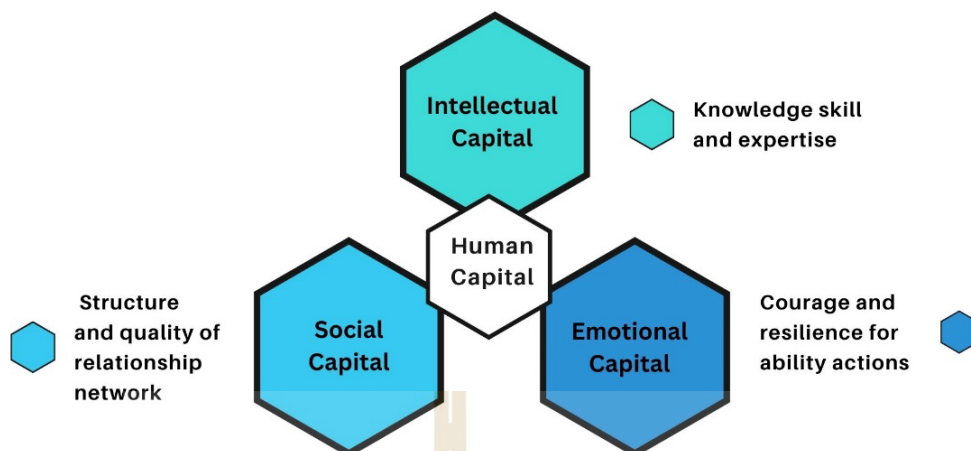 Intellectual
Capital
Knowledge skill
and expertise
Human
Capital
Structure
and quality of
relationship
network
Social
Capital
Emotional
Capital
Courage and
resilience for
ability actions